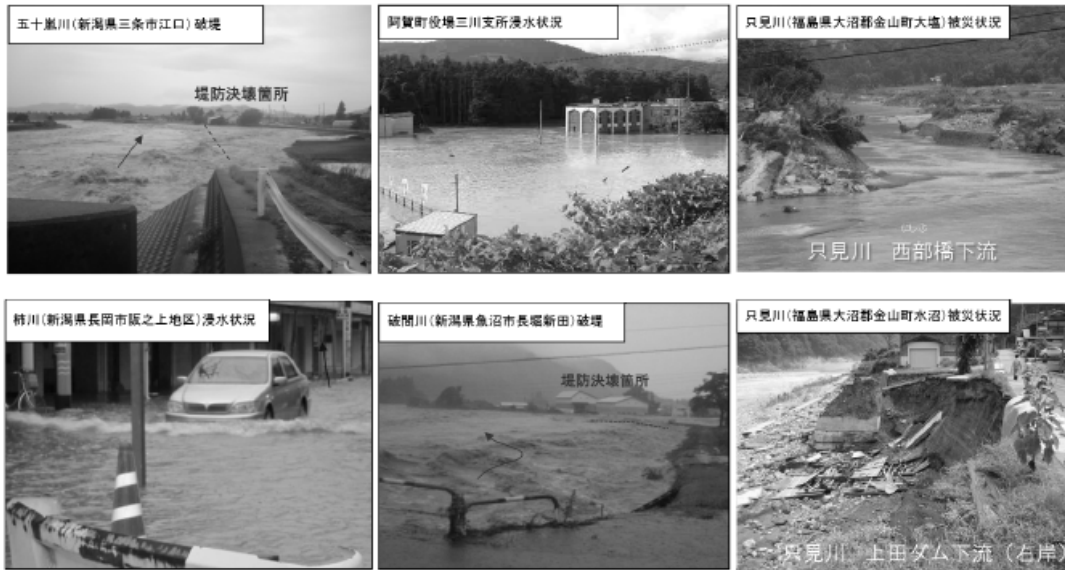 五十嵐川(新潟県三条市江口)破堤
堤防決壊箇所
阿賀町役場三川支所浸水状況
只見川(福島県大沼郡金山町大塩)被災状況
只見川 西部橋下流
柿川(新潟県長岡市阪之上地区)浸水状況
破間川(新潟県魚沼市長堀新田)破堤
堤防決壊箇所
只見川(福島県大沼郡金山町水沼)被災状況
只見川 上田ダム下流(右岸)